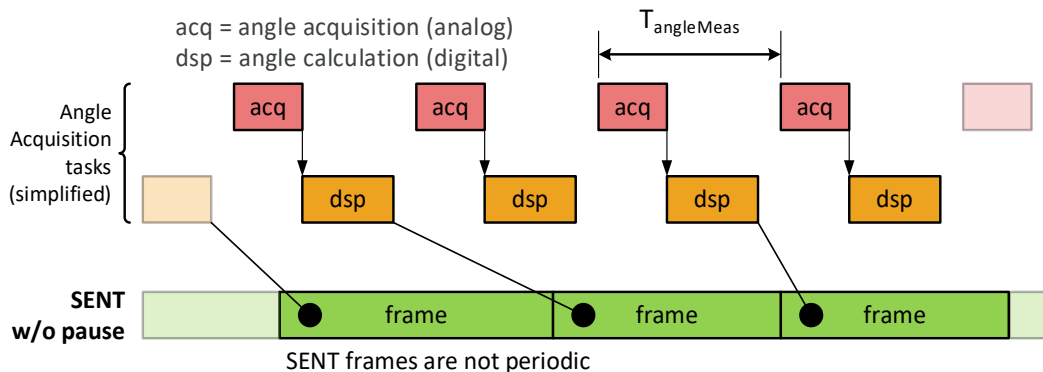 acq = angle acquisition (analog)
dsp = angle calculation (digital)
TangleMeas
Angle
Acquisition
tasks
(simplified)
acq acq acq acq
dsp dsp dsp dsp
SENT
w/o pause
frame frame frame
SENT frames are not periodic